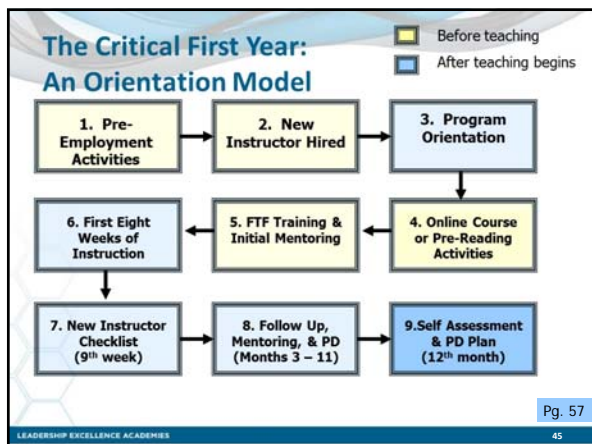 The Critical First Year:
An Orientation Model
Before teaching
After teaching begins
1. Pre-
Employment
Activities
2. New
Instructor Hired
3. Program
Orientation
4. Online Course
or Pre-Reading
Activities
5. FTF Training &
Initial Mentoring
6. First Eight
Weeks of
Instruction
7. New Instructor
Checklist
(9th week)
8. Follow Up,
Mentoring, & PD
(Months 3 – 11)
9.Self Assessment
& PD Plan
(12th month)
Pg. 57
LEADERSHIP EXCELLENCE ACADEMIES
45